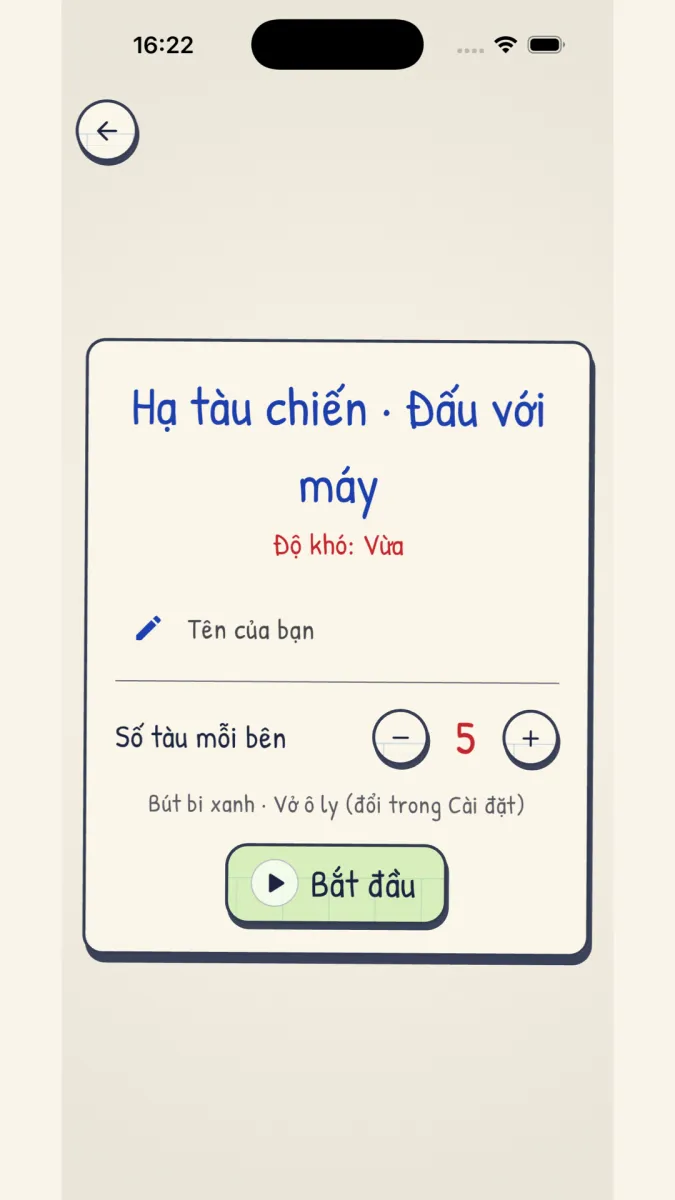 16:22
Hạ tàu chiến · Đấu với
máy
Độ khó: Vừa
Tên của bạn
Số tàu mỗi bên
− 5 +
Bút bi xanh · Vở ô ly (đổi trong Cài đặt)
Bắt đầu